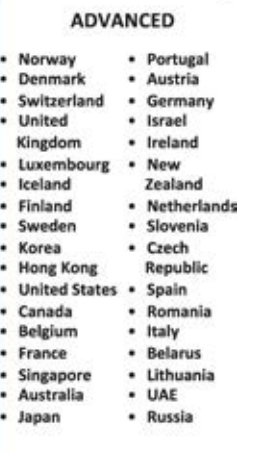 ADVANCED
• Norway
• Denmark
• Switzerland
• United
Kingdom
• Luxembourg
• Iceland
• Finland
• Sweden
• Korea
• Hong Kong
• United States
• Canada
• Belgium
• France
• Singapore
• Australia
• Japan
• Portugal
• Austria
• Germany
• Israel
• Ireland
• New
Zealand
• Netherlands
• Slovenia
• Czech
Republic
• Spain
• Romania
• Italy
• Belarus
• Lithuania
• UAE
• Russia